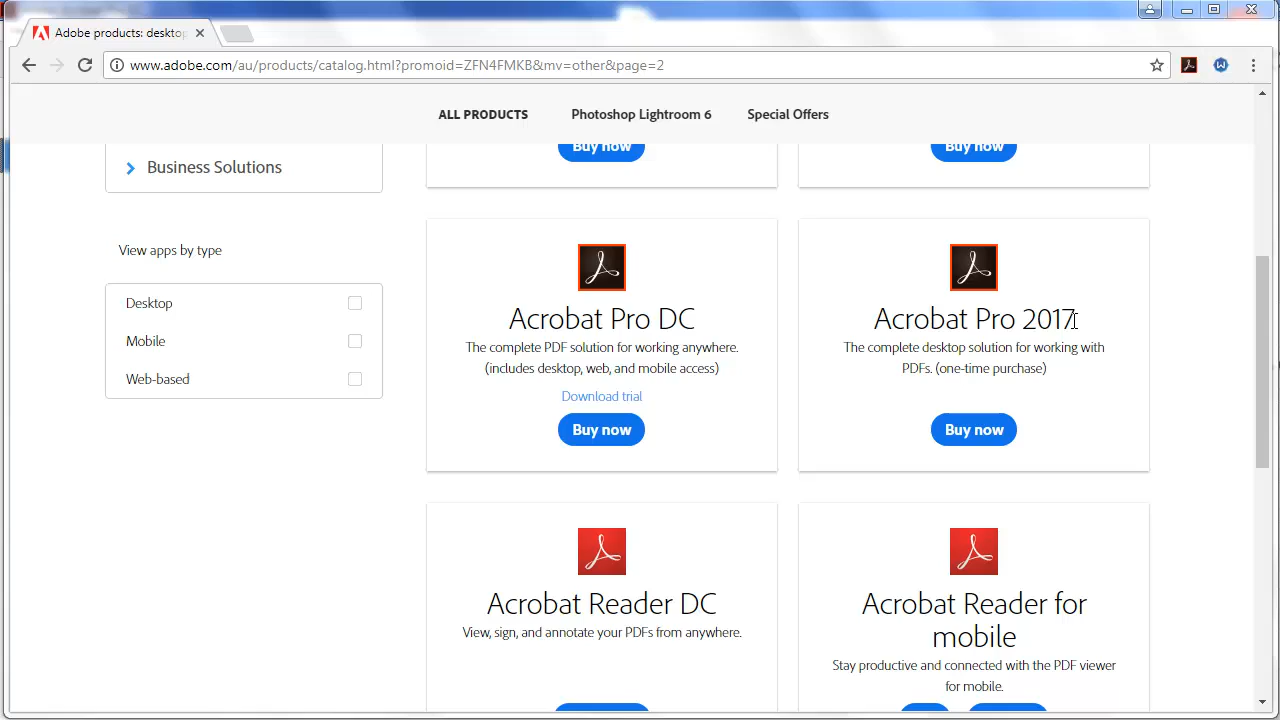 Adobe products: desktop
www.adobe.com/au/products/catalog.html?promoid=ZFN4FMKB&mv=other&page=2
ALL PRODUCTS Photoshop Lightroom 6 Special Offers
Buy now Buy now
Business Solutions
View apps by type
Desktop
Mobile
Web-based
Acrobat Pro DC
The complete PDF solution for working anywhere.
(includes desktop, web, and mobile access)
Download trial
Buy now
Acrobat Pro 2017
The complete desktop solution for working with
PDFs. (one-time purchase)
Buy now
Acrobat Reader DC
View, sign, and annotate your PDFs from anywhere.
Acrobat Reader for
mobile
Stay productive and connected with the PDF viewer
for mobile.